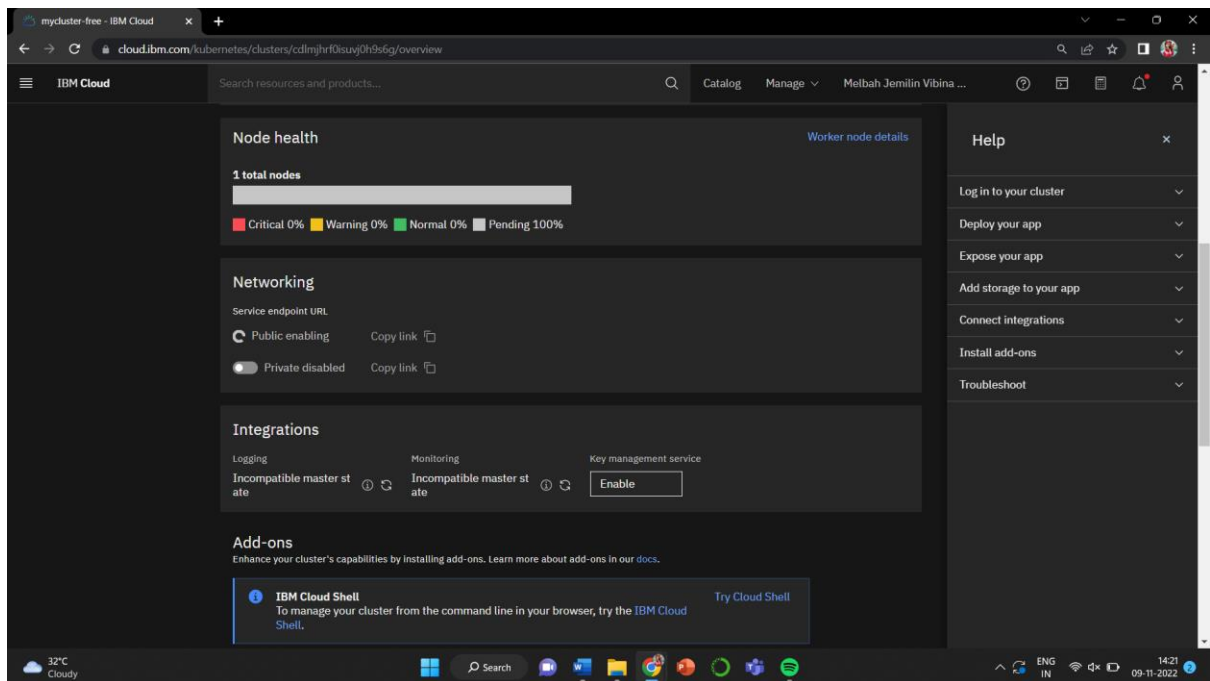 mycluster-free - IBM Cloud
cloud.ibm.com/kubernetes/clusters/cdlmjhrf0isuvj0h9s6g/overview
IBM Cloud
Search resources and products...
Catalog
Manage
Melbah Jemilin Vibina ...
Node health
Worker node details
1 total nodes
Critical 0% Warning 0% Normal 0% Pending 100%
Networking
Service endpoint URL
Public enabling Copy link
Private disabled Copy link
Integrations
Logging Monitoring Key management service
Incompatible master st Incompatible master st Enable
ate ate
Add-ons
Enhance your cluster's capabilities by installing add-ons. Learn more about add-ons in our docs.
IBM Cloud Shell Try Cloud Shell
To manage your cluster from the command line in your browser, try the IBM Cloud
Shell.
Help
Log in to your cluster
Deploy your app
Expose your app
Add storage to your app
Connect integrations
Install add-ons
Troubleshoot
32°C
Cloudy
Search
ENG
IN
14:21
09-11-2022
2